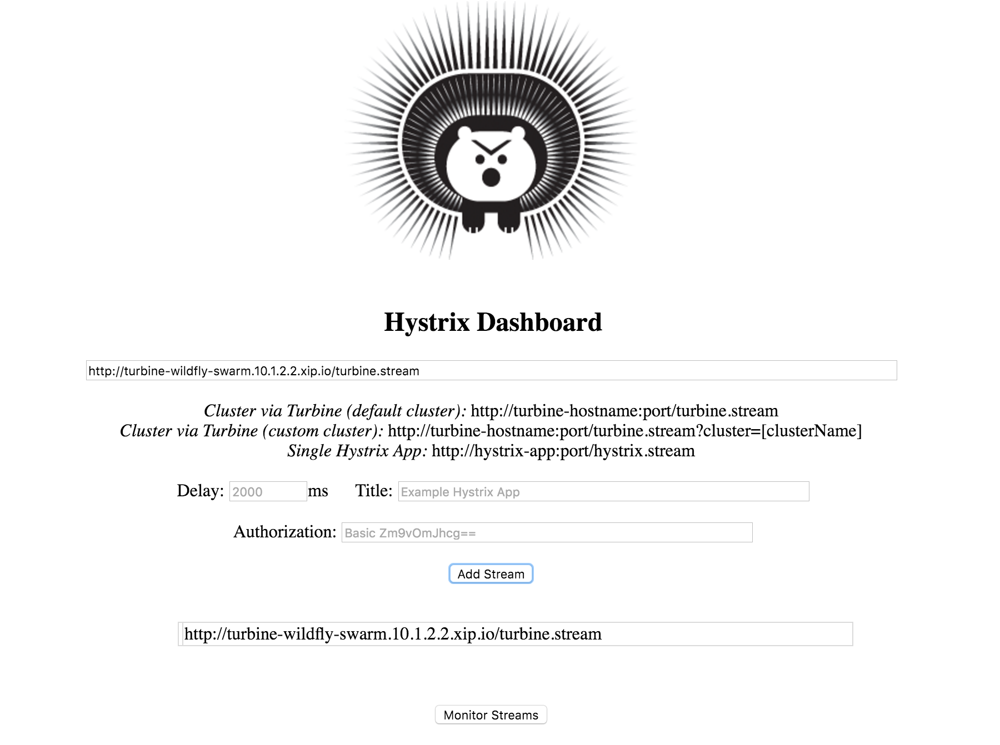 Hystrix Dashboard
http://turbine-wildfly-swarm.10.1.2.2.xip.io/turbine.stream
Cluster via Turbine (default cluster): http://turbine-hostname:port/turbine.stream
Cluster via Turbine (custom cluster): http://turbine-hostname:port/turbine.stream?cluster=[clusterName]
Single Hystrix App: http://hystrix-app:port/hystrix.stream
Delay: 2000 ms Title: Example Hystrix App
Authorization: Basic Zm9vOmJhcg==
Add Stream
http://turbine-wildfly-swarm.10.1.2.2.xip.io/turbine.stream
Monitor Streams